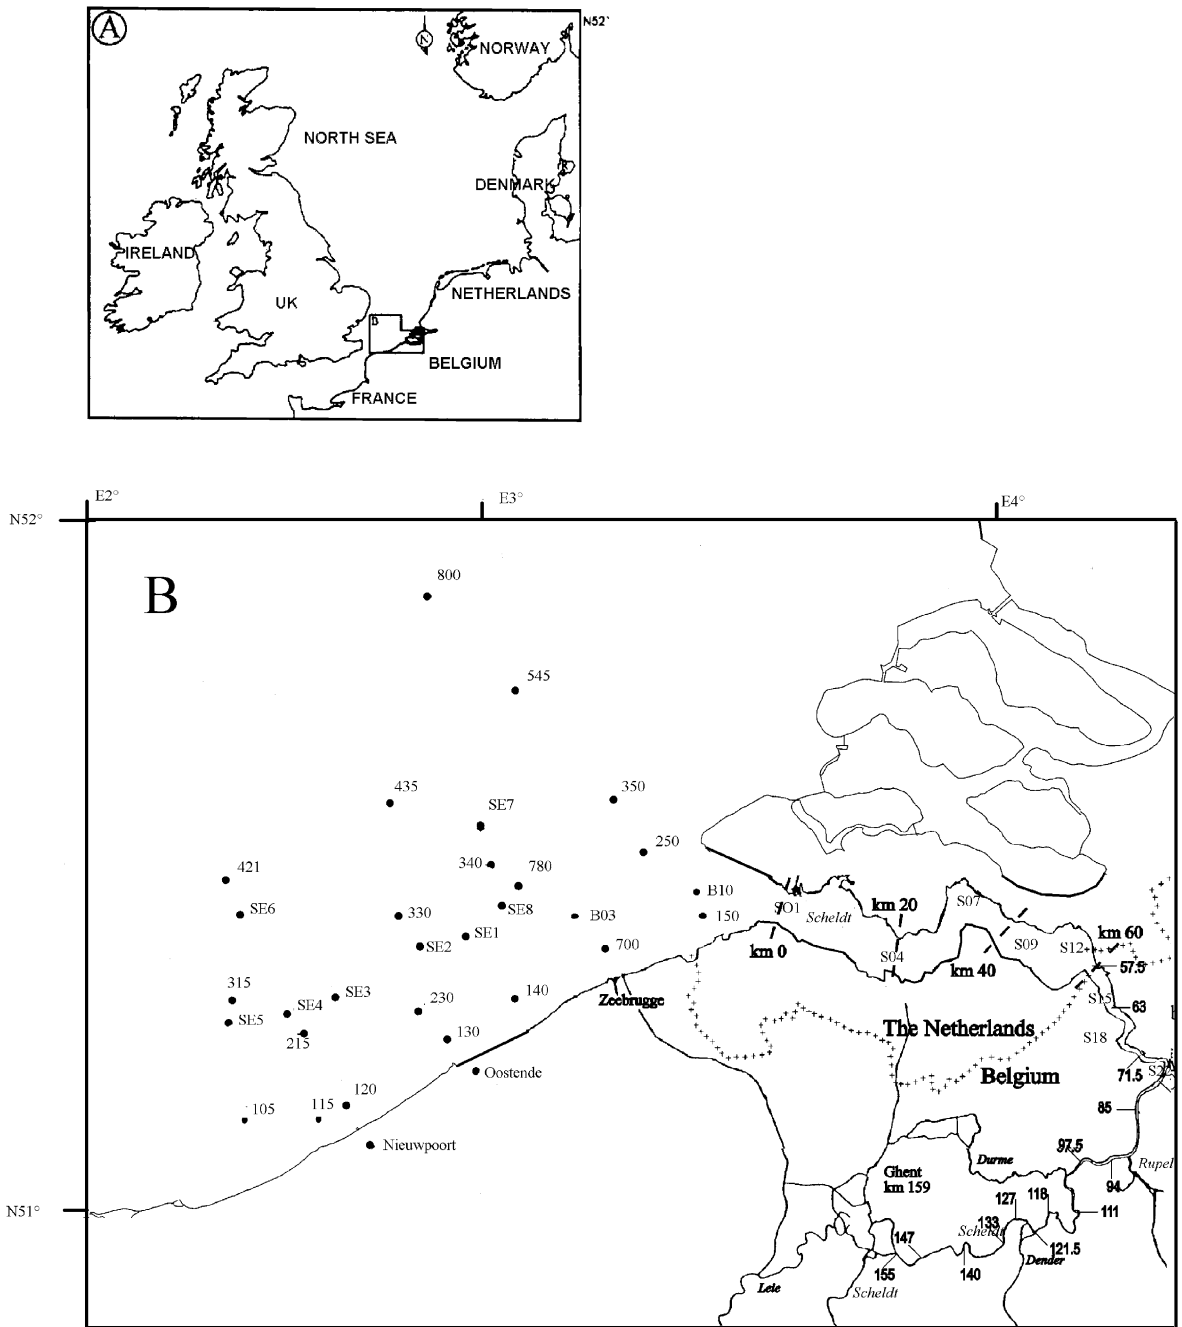 A
N
N52`
NORWAY
NORTH SEA
DENMARK
IRELAND
NETHERLANDS
UK
B
BELGIUM
FRANCE
E2°
E3°
E4°
N52°
B
800
545
435
350
SE7
250
340
780
421
B10
SE6
SE8
330
B03
150
SO1
Scheldt
km 20
S07
SE1
SE2
700
km 0
S04
km 40
S09
S12
km 60
57.5
315
SE3
SE4
SE5
215
230
140
Zeebrugge
S15
63
130
The Netherlands
S18
Oostende
Belgium
71.5
S22
120
85
105
115
Nieuwpoort
97.5
Durme
Rupel
Ghent
km 159
94
127
118
N51°
111
133
Scheldt
147
121.5
Dender
155
140
Leie
Scheldt